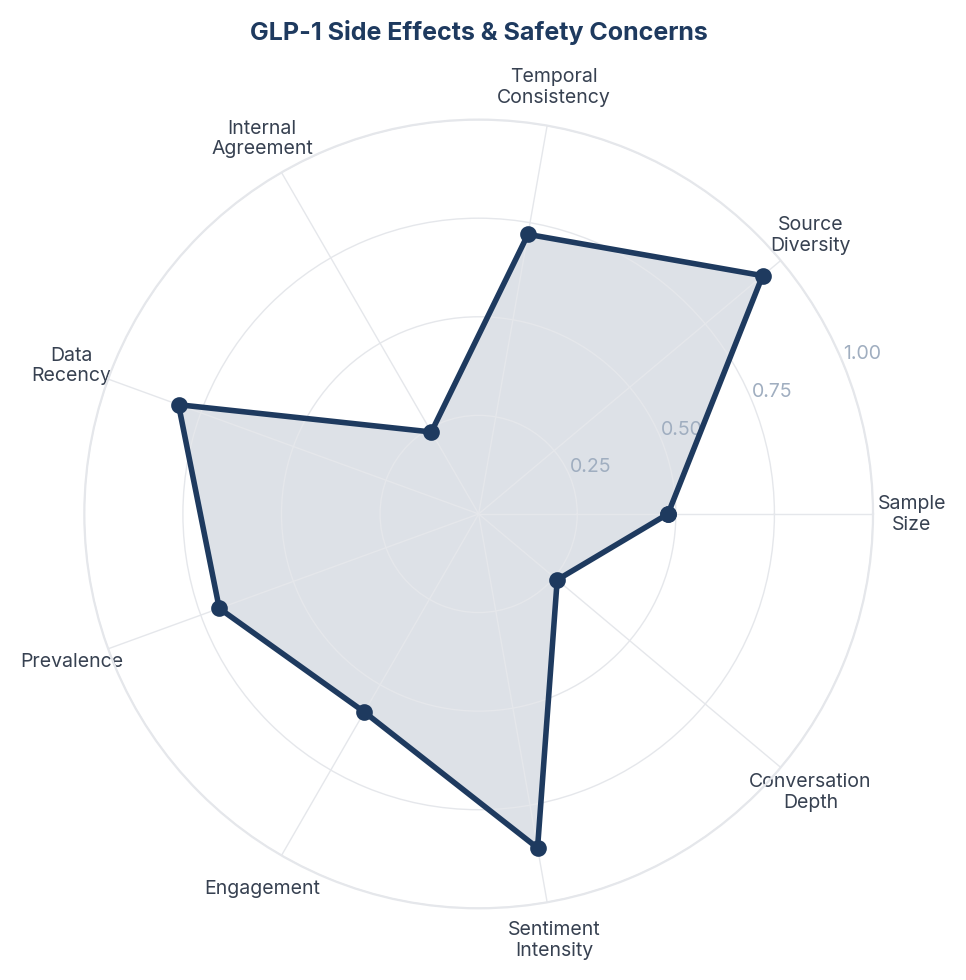 GLP-1 Side Effects & Safety Concerns
Temporal
Consistency
Internal
Agreement
Source
Diversity
Data
Recency
1.00
0.75
0.50
0.25
Sample
Size
Prevalence
Conversation
Depth
Engagement
Sentiment
Intensity